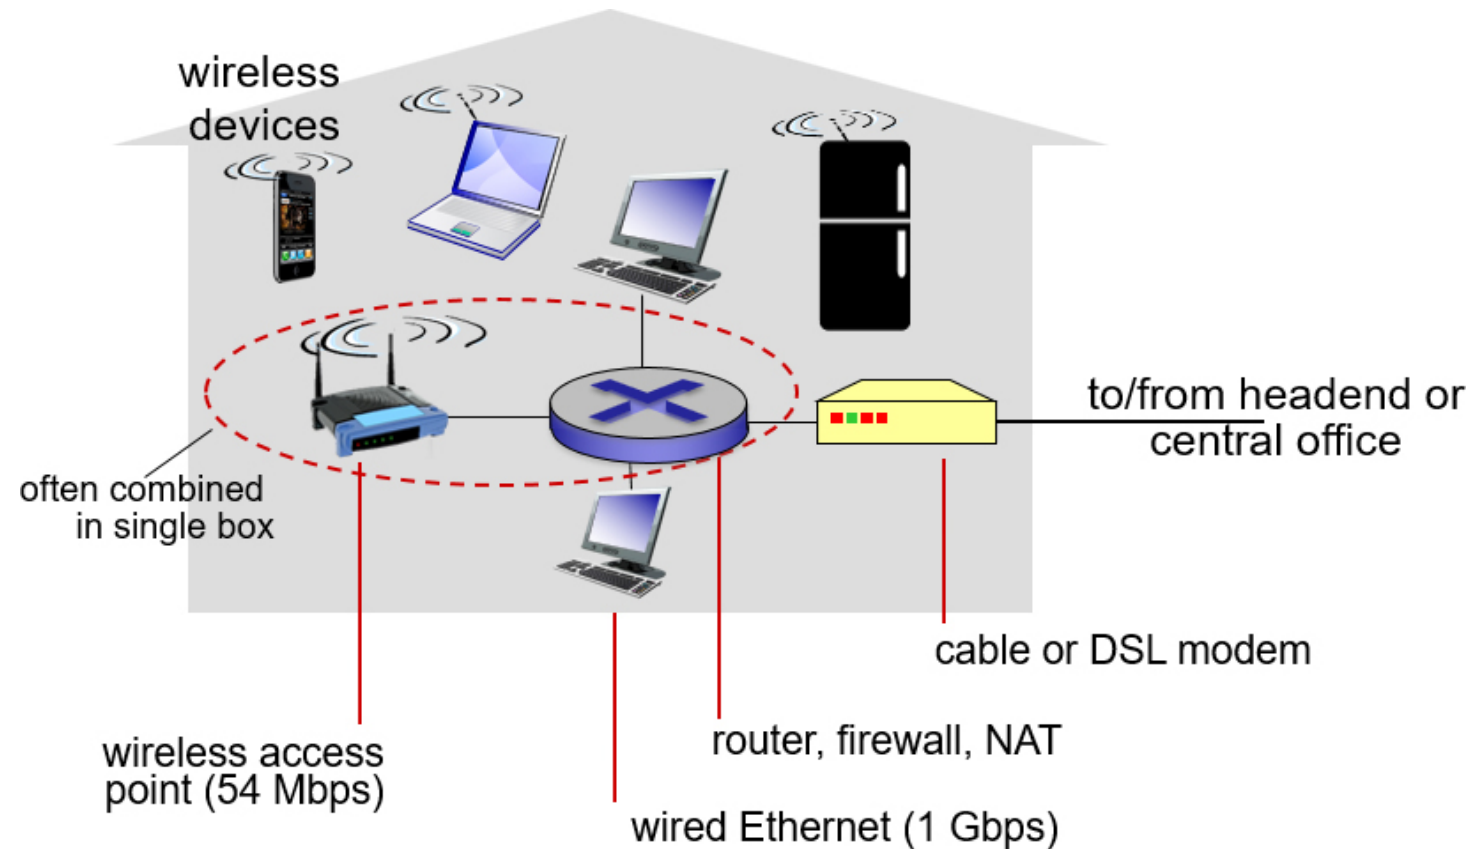 wireless
devices
to/from headend or
central office
often combined
in single box
cable or DSL modem
router, firewall, NAT
wireless access
point (54 Mbps)
wired Ethernet (1 Gbps)